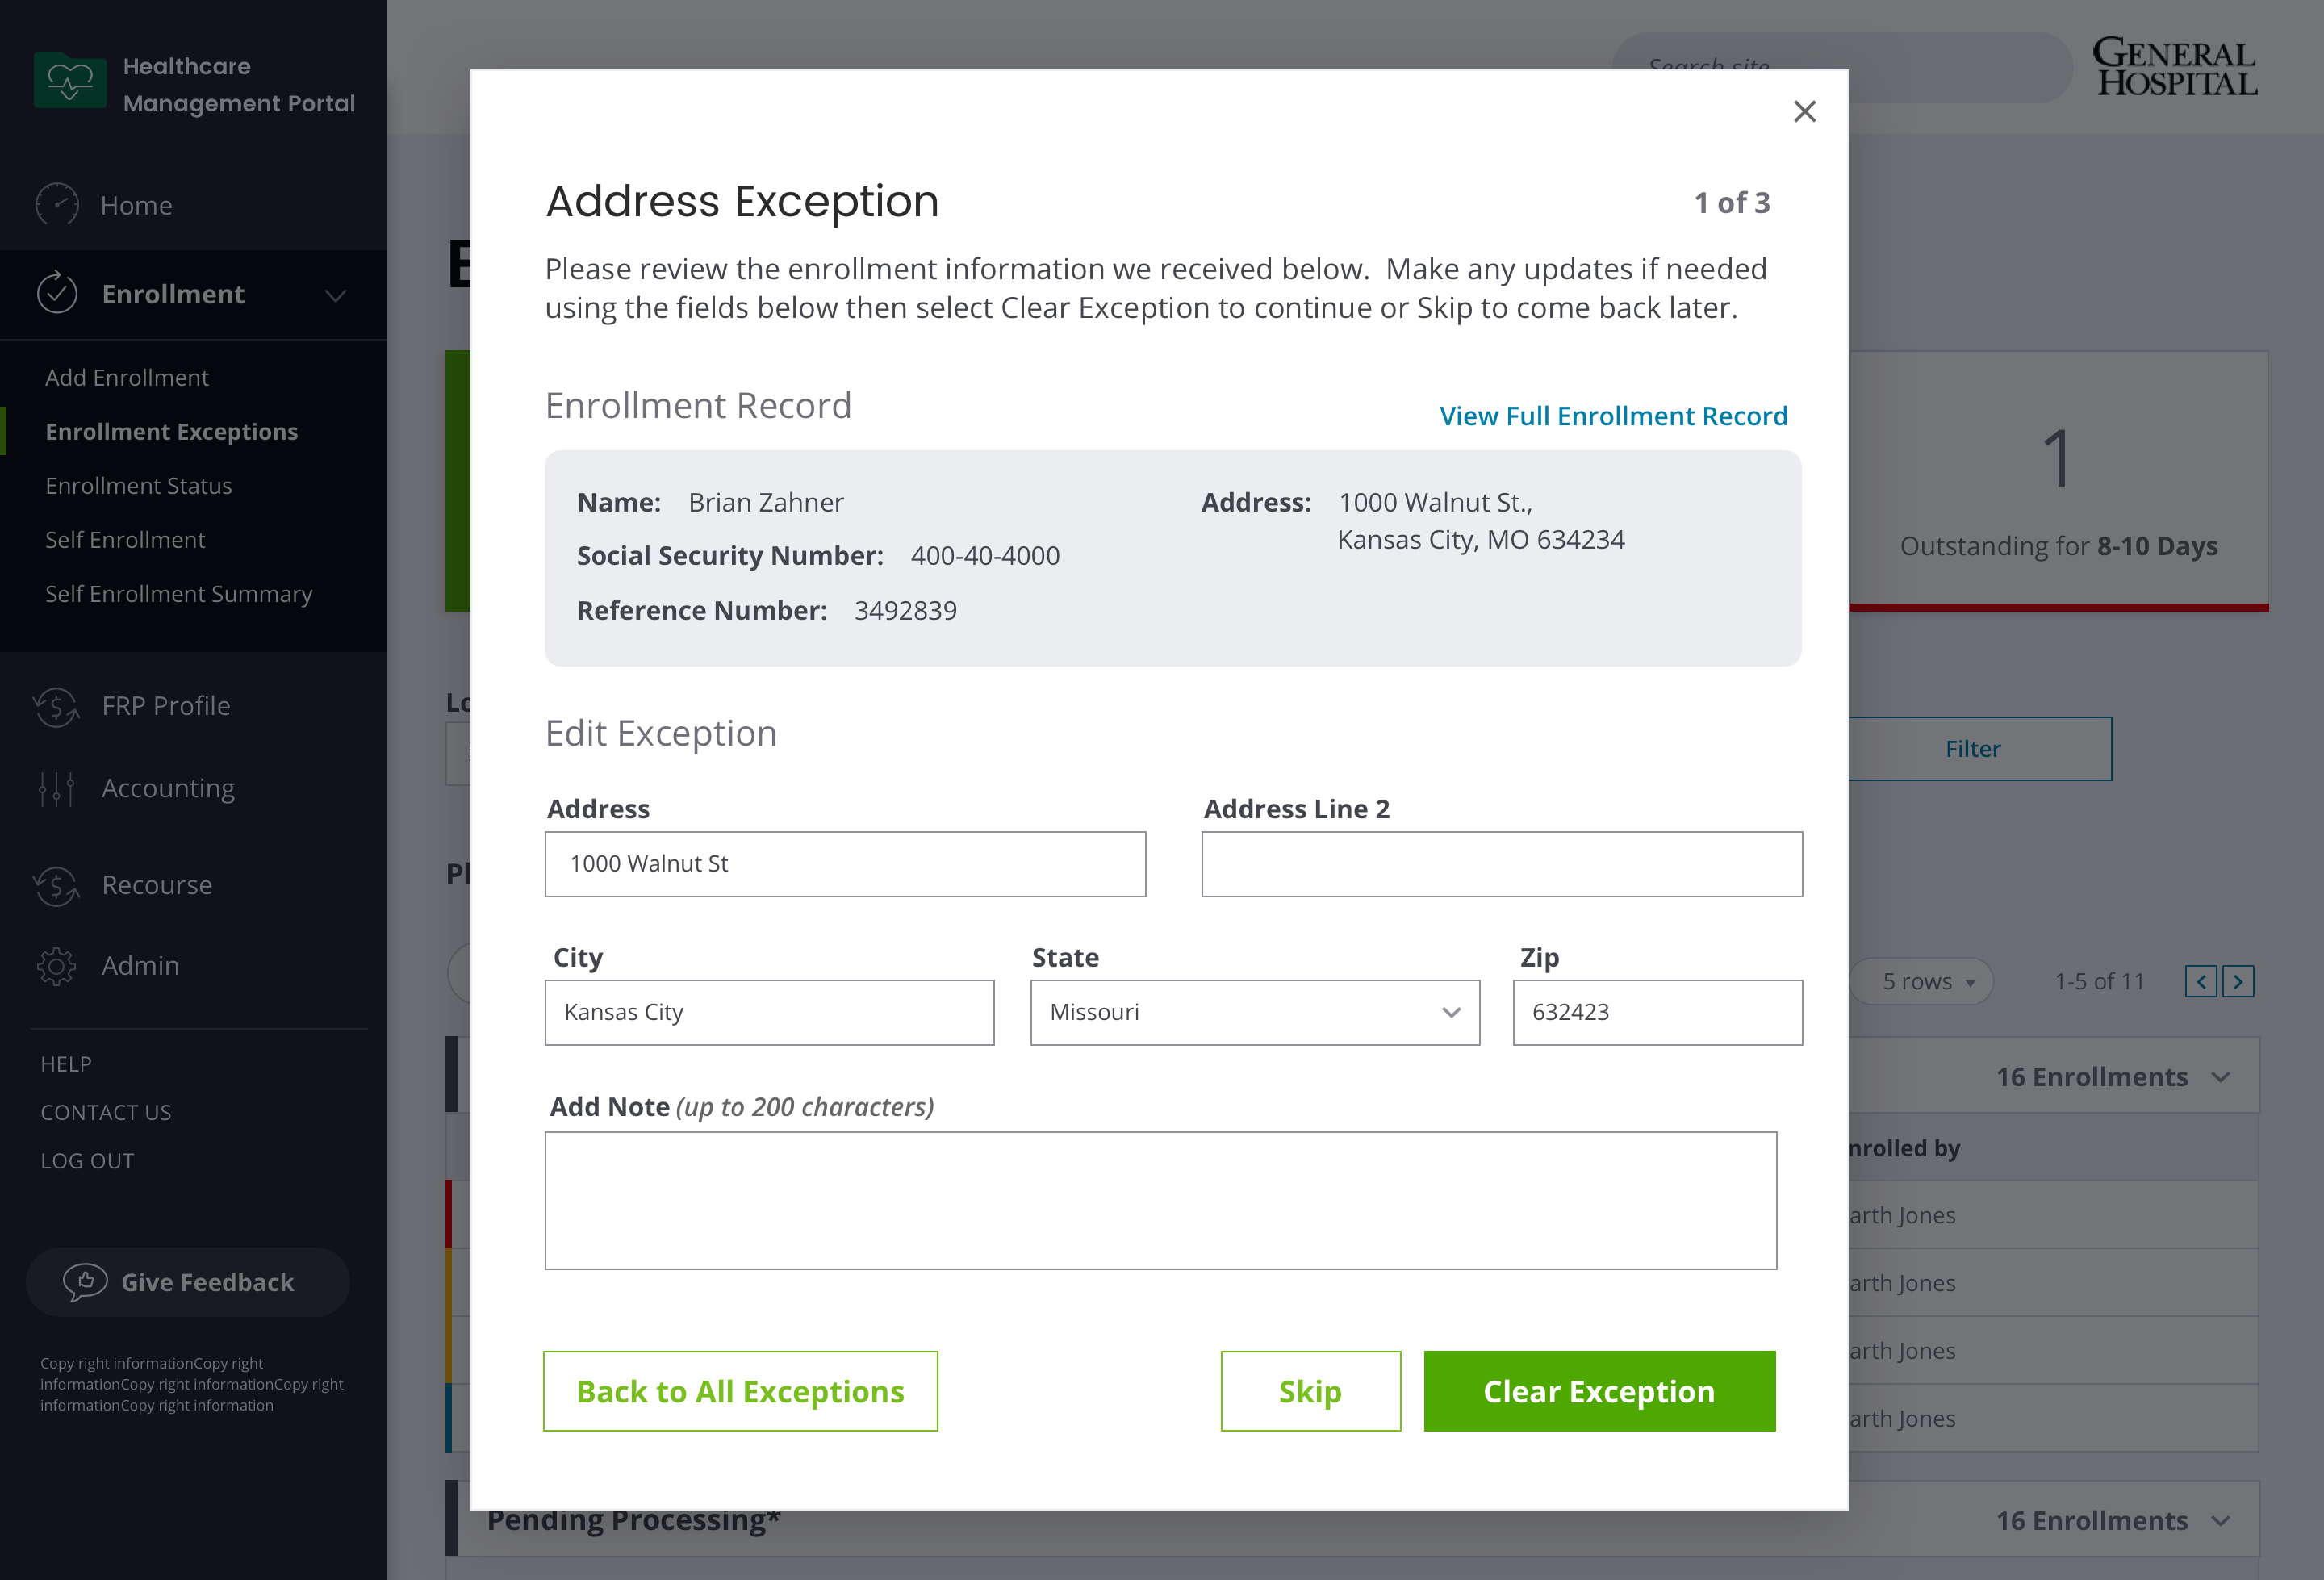 Healthcare
Management Portal
Home
Enrollment
Add Enrollment
Enrollment Exceptions
Enrollment Status
Self Enrollment
Self Enrollment Summary
FRP Profile
Accounting
Recourse
Admin
HELP
CONTACT US
LOG OUT
Give Feedback
Copy right informationCopy right
informationCopy right informationCopy right
informationCopy right information
Search site
GENERAL
HOSPITAL
Address Exception
1 of 3
Please review the enrollment information we received below.  Make any updates if needed
using the fields below then select Clear Exception to continue or Skip to come back later.
Enrollment Record
View Full Enrollment Record
Name: Brian Zahner
Social Security Number: 400-40-4000
Reference Number: 3492839
Address: 1000 Walnut St.,
Kansas City, MO 634234
Edit Exception
Address
1000 Walnut St
Address Line 2
City
Kansas City
State
Missouri
Zip
632423
Add Note (up to 200 characters)
Back to All Exceptions
Skip
Clear Exception
1
Outstanding for 8-10 Days
Filter
5 rows
1-5 of 11
16 Enrollments
nrolled by
arth Jones
arth Jones
arth Jones
arth Jones
Pending Processing*
16 Enrollments